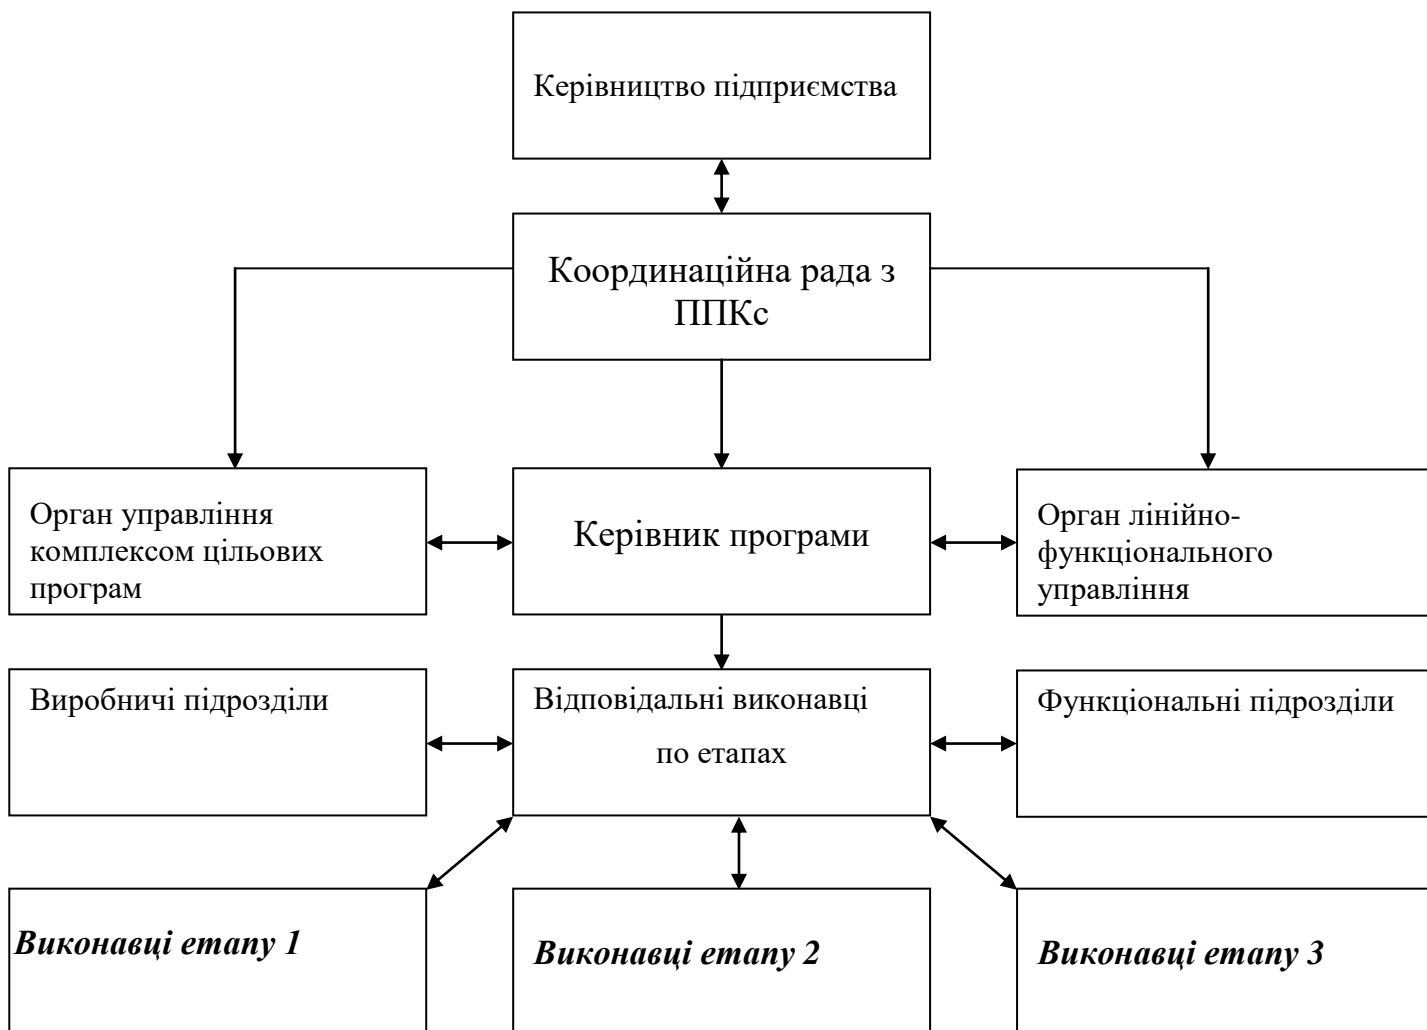 Керівництво підприємства
Координаційна рада з
ППКс
Орган управління
комплексом цільових
програм
Керівник програми
Орган лінійно-
функціонального
управління
Виробничі підрозділи
Відповідальні виконавці
по етапах
Функціональні підрозділи
Виконавці етапу 1
Виконавці етапу 2
Виконавці етапу 3